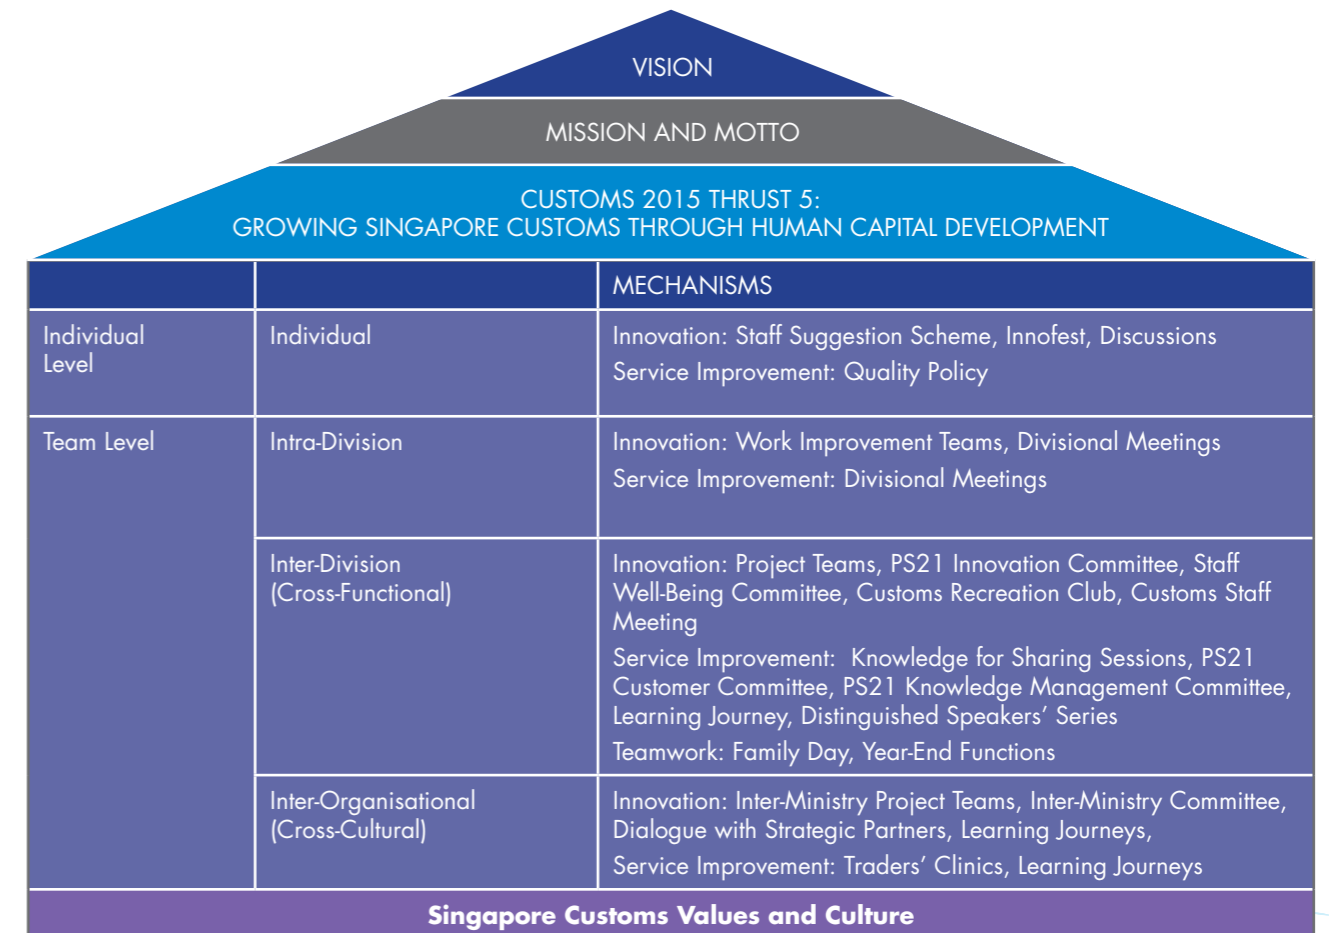 VISION
MISSION AND MOTTO
CUSTOMS 2015 THRUST 5:
GROWING SINGAPORE CUSTOMS THROUGH HUMAN CAPITAL DEVELOPMENT
MECHANISMS
Individual
Level
Individual
Innovation: Staff Suggestion Scheme, Innofest, Discussions
Service Improvement: Quality Policy
Team Level
Intra-Division
Innovation: Work Improvement Teams, Divisional Meetings
Service Improvement: Divisional Meetings
Inter-Division
(Cross-Functional)
Innovation: Project Teams, PS21 Innovation Committee, Staff
Well-Being Committee, Customs Recreation Club, Customs Staff
Meeting
Service Improvement:  Knowledge for Sharing Sessions, PS21
Customer Committee, PS21 Knowledge Management Committee,
Learning Journey, Distinguished Speakers’ Series
Teamwork: Family Day, Year-End Functions
Inter-Organisational
(Cross-Cultural)
Innovation: Inter-Ministry Project Teams, Inter-Ministry Committee,
Dialogue with Strategic Partners, Learning Journeys,
Service Improvement: Traders’ Clinics, Learning Journeys
Singapore Customs Values and Culture